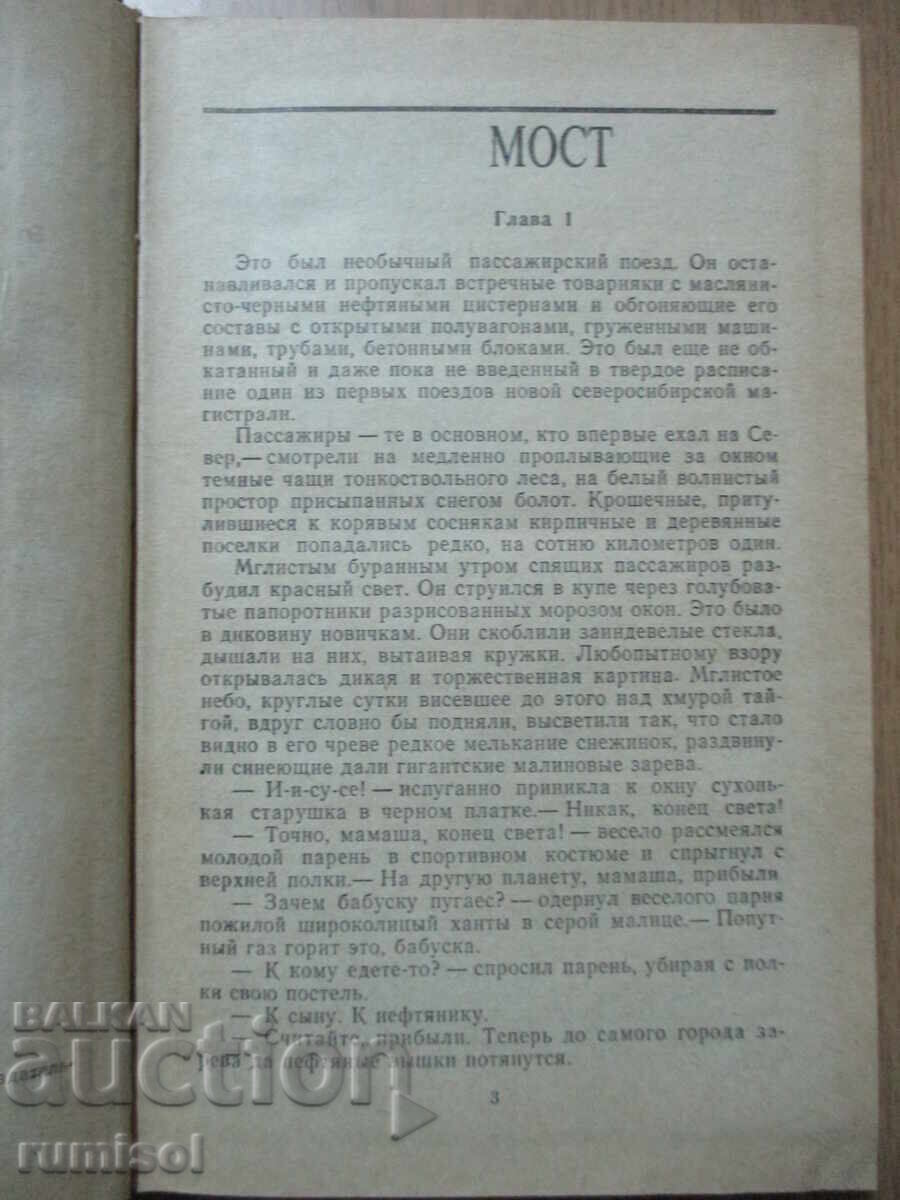 МОСТ
Глава 1
Это был необычный пассажирский поезд. Он оста-
навливался и пропускал встречные товарняки с масляни-
сто-черными нефтяными цистернами и обгоняющие его
составы с открытыми полувагонами, груженными маши-
нами, трубами, бетонными блоками. Это был еще не об-
катанный и даже пока не введенный в твердое расписа-
ние один из первых поездов новой северосибирской ма-
гистрали.
Пассажиры — те в основном, кто впервые ехал на Се-
вер,— смотрели на медленно проплывающие за окном
темные чащи тонкоствольного леса, на белый волнистый
простор присыпанных снегом болот. Крошечные, приту-
лившиеся к корявым соснякам кирпичные и деревянные
поселки попадались редко, на сотню километров один.
Мглистым буранным утром спящих пассажиров раз-
будил красный свет. Он струился в купе через голубова-
тые папоротники разрисованных морозом окон. Это было
в диковину новичкам. Они скоблили заиндевелые стекла,
дышали на них, вытаивая кружки. Любопытному взору
открывалась дикая и торжественная картина. Мглистое
небо, круглые сутки висевшее до этого над хмурой тай-
гой, вдруг словно бы подняли, высветили так, что стало
видно в его чреве редкое мелькание снежинок, раздвину-
ли синеющие дали гигантские малиновые зарева.
— И-и-су-се! — испуганно приникла к окну сухонь-
кая старушка в черном платке.— Никак, конец света!
— Точно, мамаша, конец света! — весело рассмеялся
молодой парень в спортивном костюме и спрыгнул с
верхней полки.— На другую планету, мамаша, прибыли
— Зачем бабуску пугаес? — одернул веселого парня
пожилой широколицый ханты в серой малице.— Попут-
ный газ горит это, бабуска.
— К кому едете-то? — спросил парень, убирая с пол-
ки свою постель.
— К сыну. К нефтянику.
— Считайте, прибыли. Теперь до самого города за-
рева да нефтяные вышки потянутся.
3
BALKAN
auction
rumisol